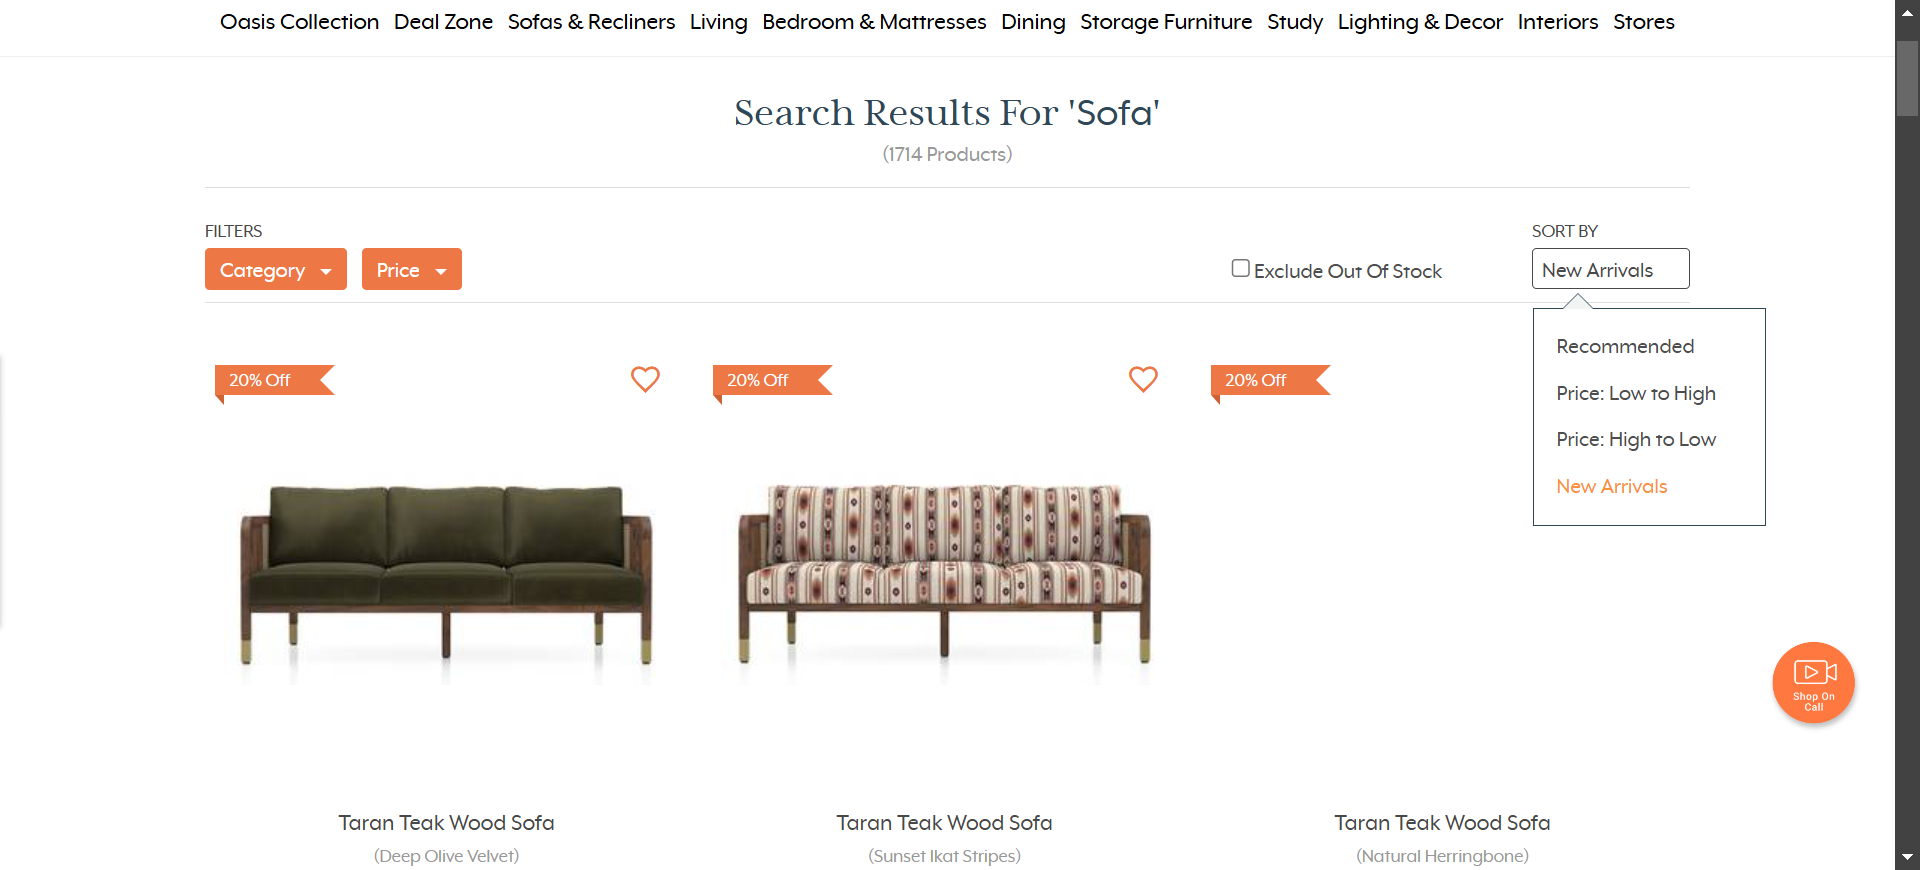 Oasis Collection Deal Zone Sofas & Recliners Living Bedroom & Mattresses Dining Storage Furniture Study Lighting & Decor Interiors Stores
Search Results For 'Sofa'
(1714 Products)
FILTERS
SORT BY
Category
Price
Exclude Out Of Stock
New Arrivals
Recommended
Price: Low to High
Price: High to Low
New Arrivals
20% Off
20% Off
20% Off
Shop On
Call
Taran Teak Wood Sofa
(Deep Olive Velvet)
Taran Teak Wood Sofa
(Sunset Ikat Stripes)
Taran Teak Wood Sofa
(Natural Herringbone)